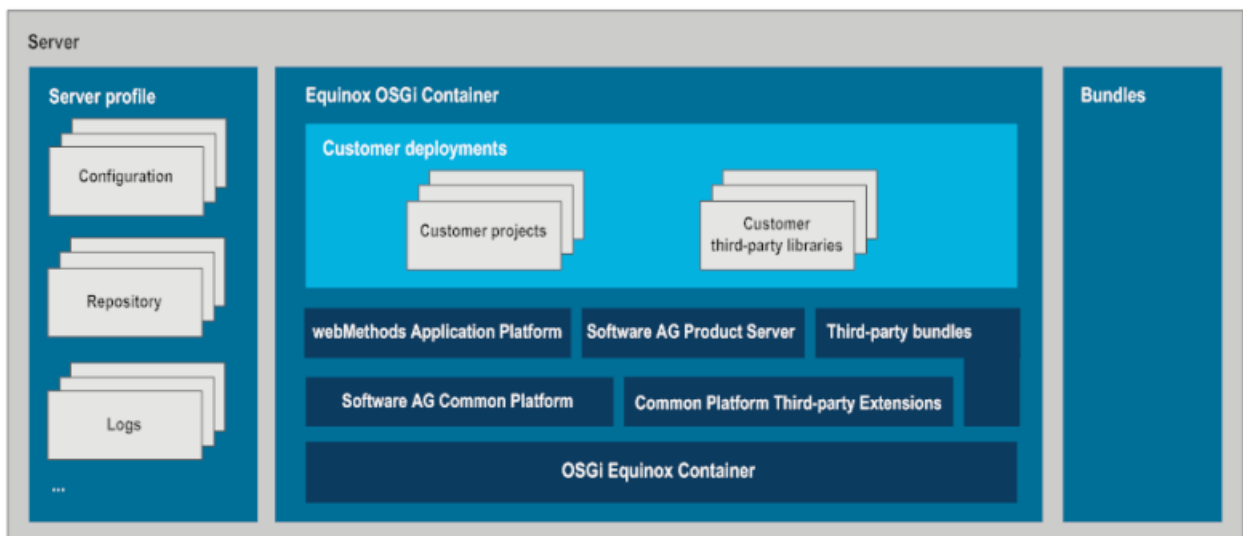 Server
Server profile
Configuration
Repository
Logs
...
Equinox OSGi Container
Customer deployments
Customer projects
Customer
third-party libraries
webMethods Application Platform
Software AG Product Server
Third-party bundles
Software AG Common Platform
Common Platform Third-party Extensions
OSGi Equinox Container
Bundles